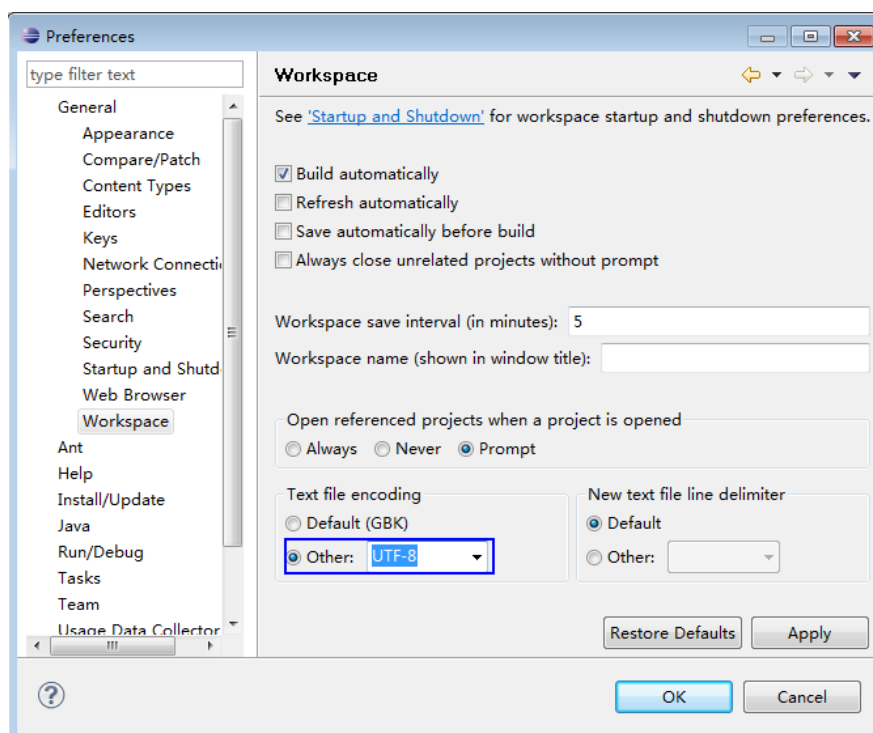 Preferences
type filter text
General
Appearance
Compare/Patch
Content Types
Editors
Keys
Network Connecti
Perspectives
Search
Security
Startup and Shutd
Web Browser
Workspace
Ant
Help
Install/Update
Java
Run/Debug
Tasks
Team
Usage Data Collector
Workspace
See 'Startup and Shutdown' for workspace startup and shutdown preferences.
Build automatically
Refresh automatically
Save automatically before build
Always close unrelated projects without prompt
Workspace save interval (in minutes): 5
Workspace name (shown in window title):
Open referenced projects when a project is opened
Always Never Prompt
Text file encoding
Default (GBK)
Other: UTF-8
New text file line delimiter
Default
Other:
Restore Defaults Apply
OK Cancel